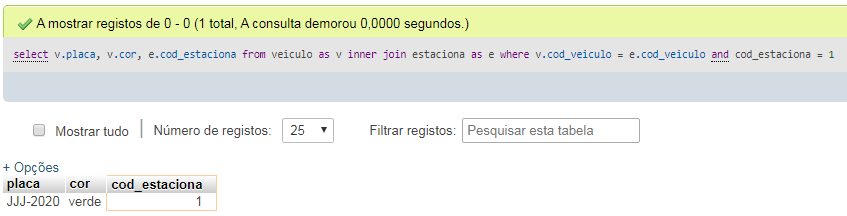 A mostrar registos de 0 - 0 (1 total, A consulta demorou 0,0000 segundos.)
select v.placa, v.cor, e.cod_estaciona from veiculo as v inner join estaciona as e where v.cod_veiculo = e.cod_veiculo and cod_estaciona = 1
Mostrar tudo | Número de registos: 25 Filtrar registos: Pesquisar esta tabela
+ Opções
placa cor cod_estaciona
JJJ-2020 verde 1